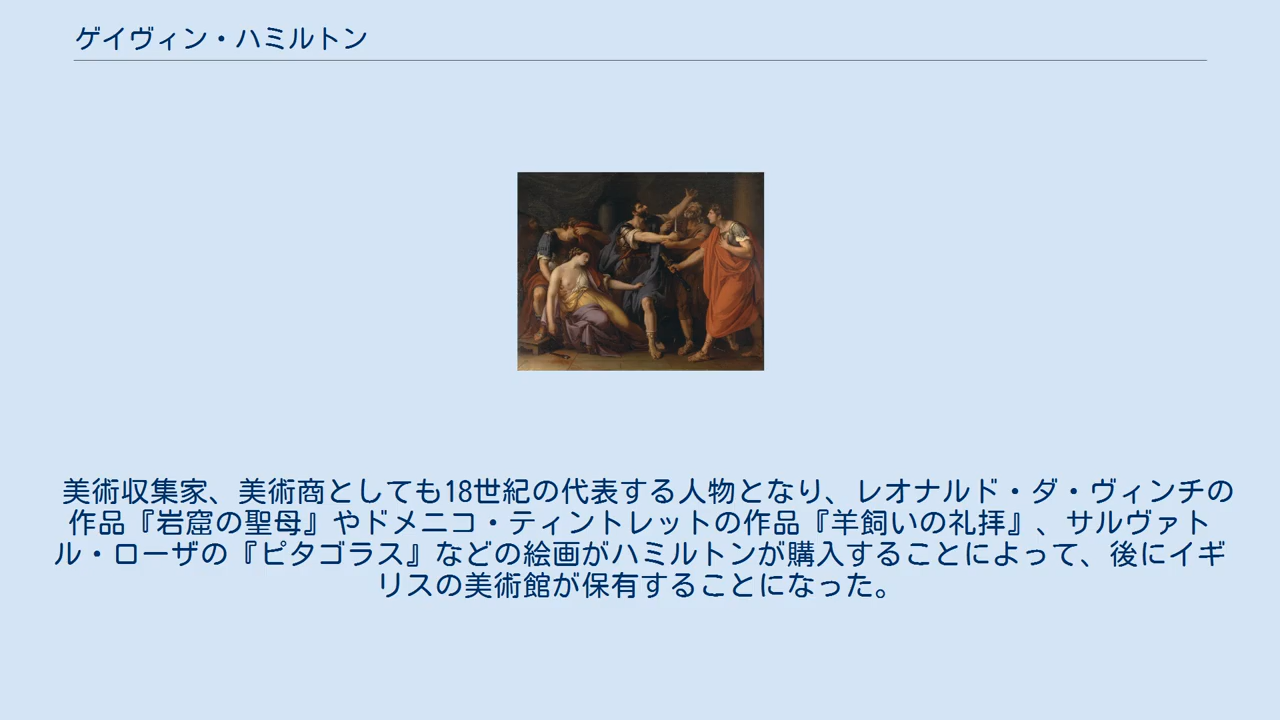 ゲイヴィン・ハミルトン
美術収集家、美術商としても18世紀の代表する人物となり、レオナルド・ダ・ヴィンチの
作品『岩窟の聖母』やドメニコ・ティントレットの作品『羊飼いの礼拝』、サルヴァト
ル・ローザの『ピタゴラス』などの絵画がハミルトンが購入することによって、後にイギ
リスの美術館が保有することになった。